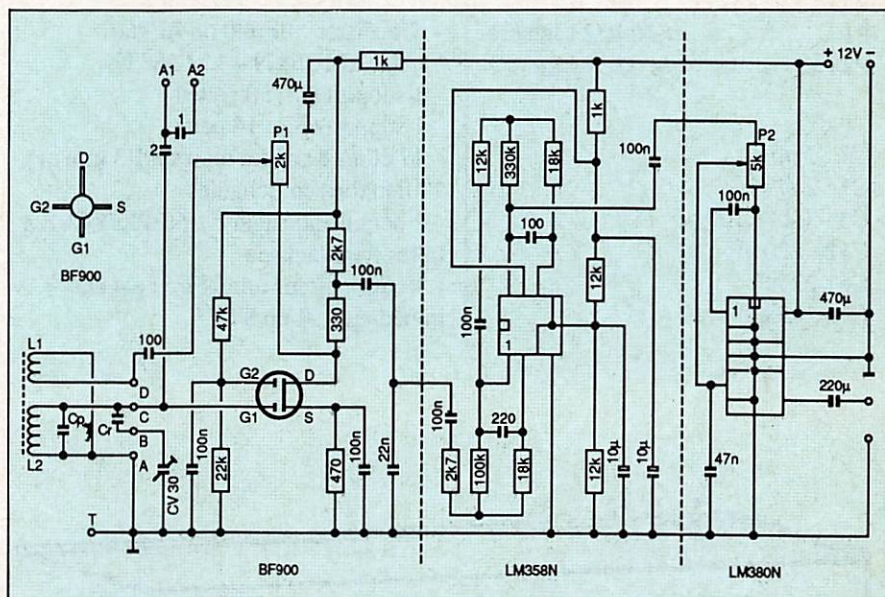 A1 A2
+ 12V −
1k
470µ
1
2
P1
2k
1k
P2
5k
12k
330k
18k
100n
100n
D
G2 S
G1
BF900
2k7
100n
100
12k
470µ
47k
330
100n
1
L1
100
1
220µ
G2 D
G1 S
D
C
B
A
Cp
Cr
L2
CV 30
100n
22k
470
100n
22n
100n
2k7
100k
220
18k
12k
10µ
10µ
47n
T
BF900
LM358N
LM380N